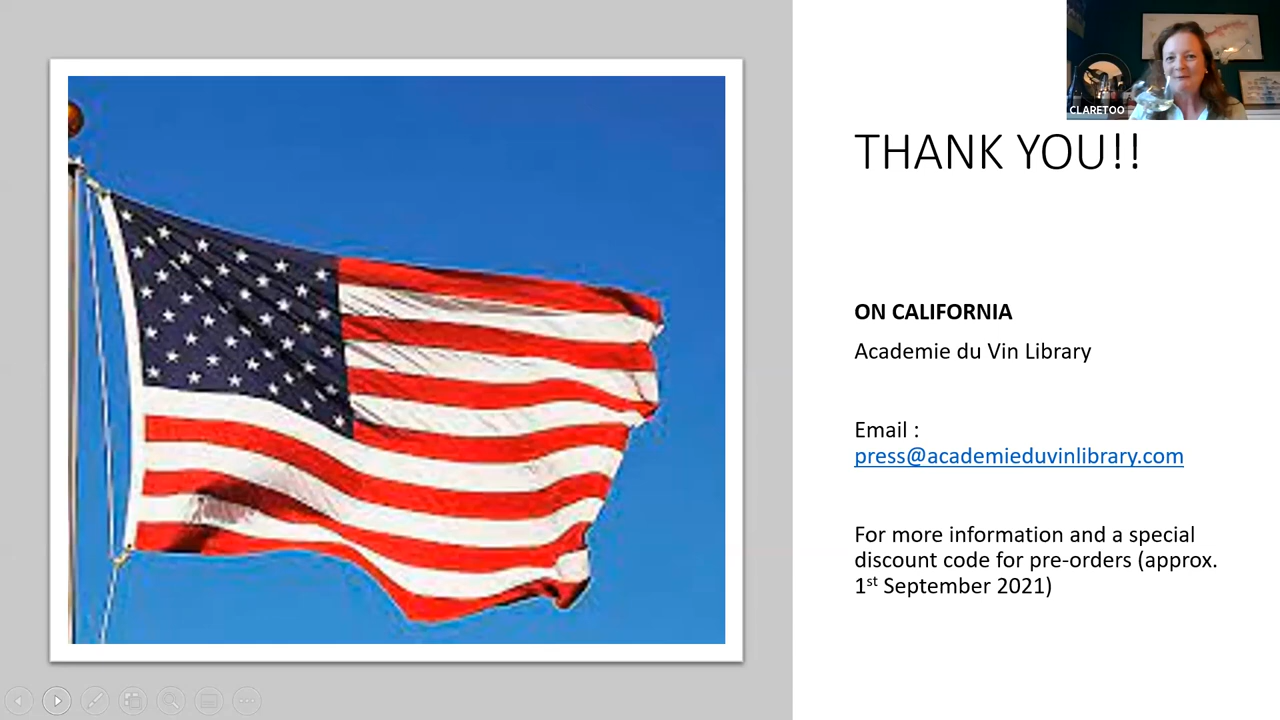 CLARETOO
THANK YOU!!
ON CALIFORNIA
Academie du Vin Library
Email :
press@academieduvinlibrary.com
For more information and a special
discount code for pre-orders (approx.
1st September 2021)